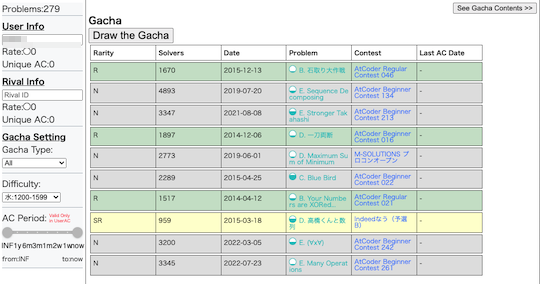 Problems:279
User Info
Rate:0
Unique AC:0
Rival Info
Rival ID
Rate:0
Unique AC:0
Gacha Setting
Gacha Type:
All
Difficulty:
水:1200-1599
AC Period: Valid Only in UserAC
INF1y6m3m1m2w1wnow
from:INF to:now
See Gacha Contents >>
Gacha
Draw the Gacha
Rarity Solvers Date Problem Contest Last AC Date
R 1670 2015-12-13 B. 石取り大作戦 AtCoder Regular Contest 046 -
N 4893 2019-07-20 E. Sequence Decomposing AtCoder Beginner Contest 134 -
N 3347 2021-08-08 E. Stronger Takahashi AtCoder Beginner Contest 213 -
R 1897 2014-12-06 D. 一刀両断 AtCoder Beginner Contest 016 -
N 2773 2019-06-01 D. Maximum Sum of Minimum M-SOLUTIONS プロコンオープン -
N 2289 2015-04-25 C. Blue Bird AtCoder Beginner Contest 022 -
R 1517 2014-04-12 B. Your Numbers are XORed... AtCoder Regular Contest 021 -
SR 959 2015-03-18 D. 高橋くんと数列 Indeedなう（予選B） -
N 3200 2022-03-05 E. (∀x∀) AtCoder Beginner Contest 242 -
N 3345 2022-07-23 E. Many Operations AtCoder Beginner Contest 261 -